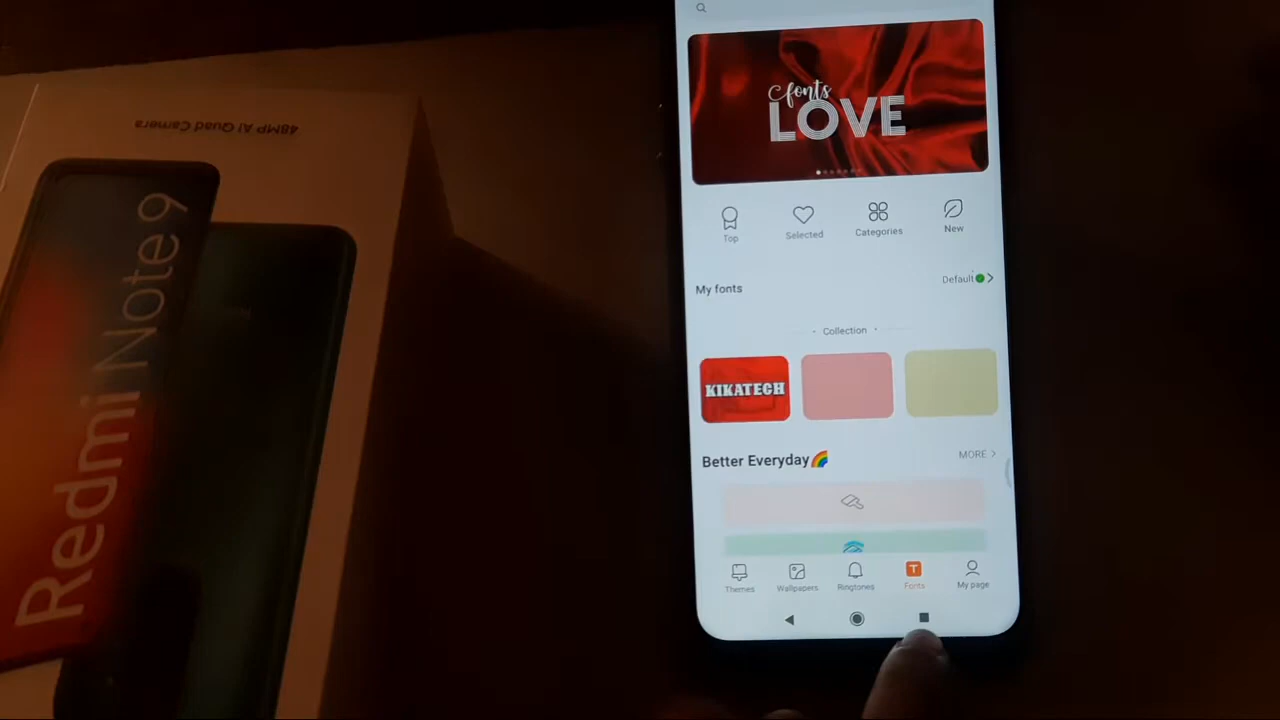 48MP AI Quad Camera
Redmi Note 9
fonts
LOVE
Top
Selected
Categories
New
My fonts
Default
Collection
KIKATECH
Better Everyday🌈
MORE
Themes
Wallpapers
Ringtones
T
Fonts
My page